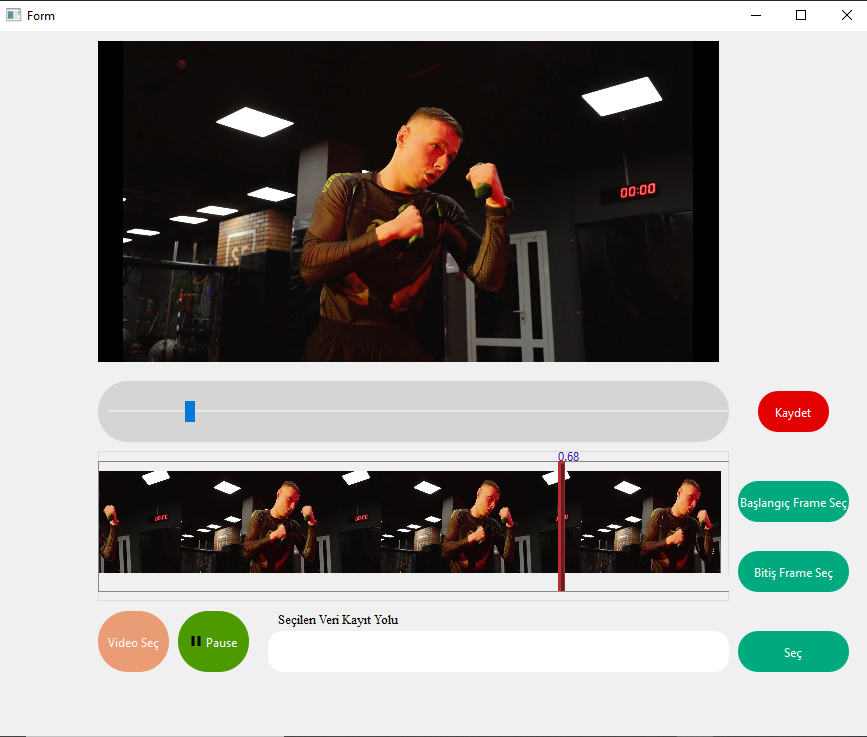 Form
00:00
Kaydet
0.68
Başlangıç Frame Seç
Bitiş Frame Seç
Video Seç
Pause
Seçilen Veri Kayıt Yolu
Seç